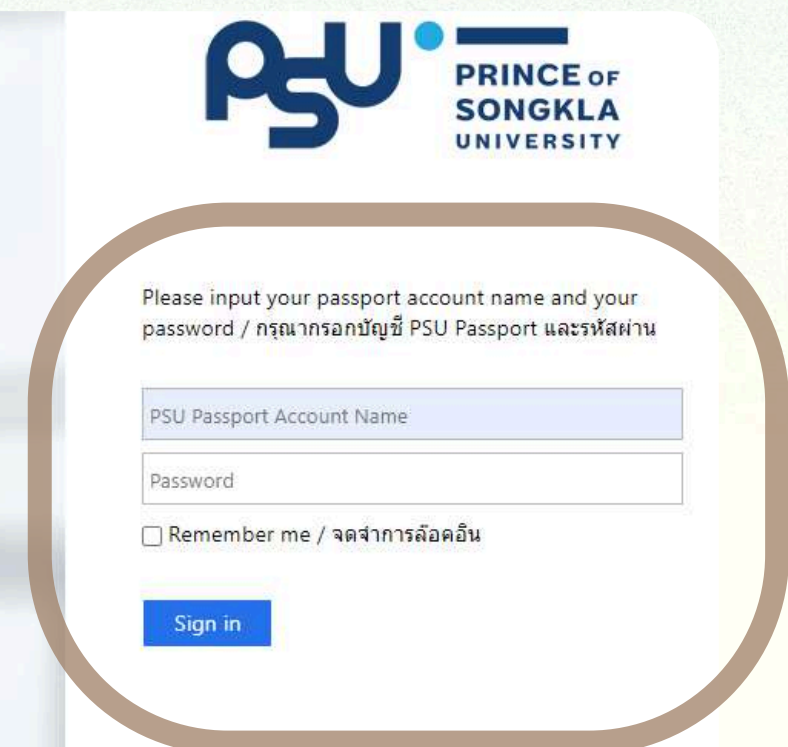 PSU
PRINCE OF
SONGKLA
UNIVERSITY
Please input your passport account name and your
password / กรุณากรอกบัญชี PSU Passport และรหัสผ่าน
PSU Passport Account Name
Password
Remember me / จดจำการล๊อคอิ๊น
Sign in